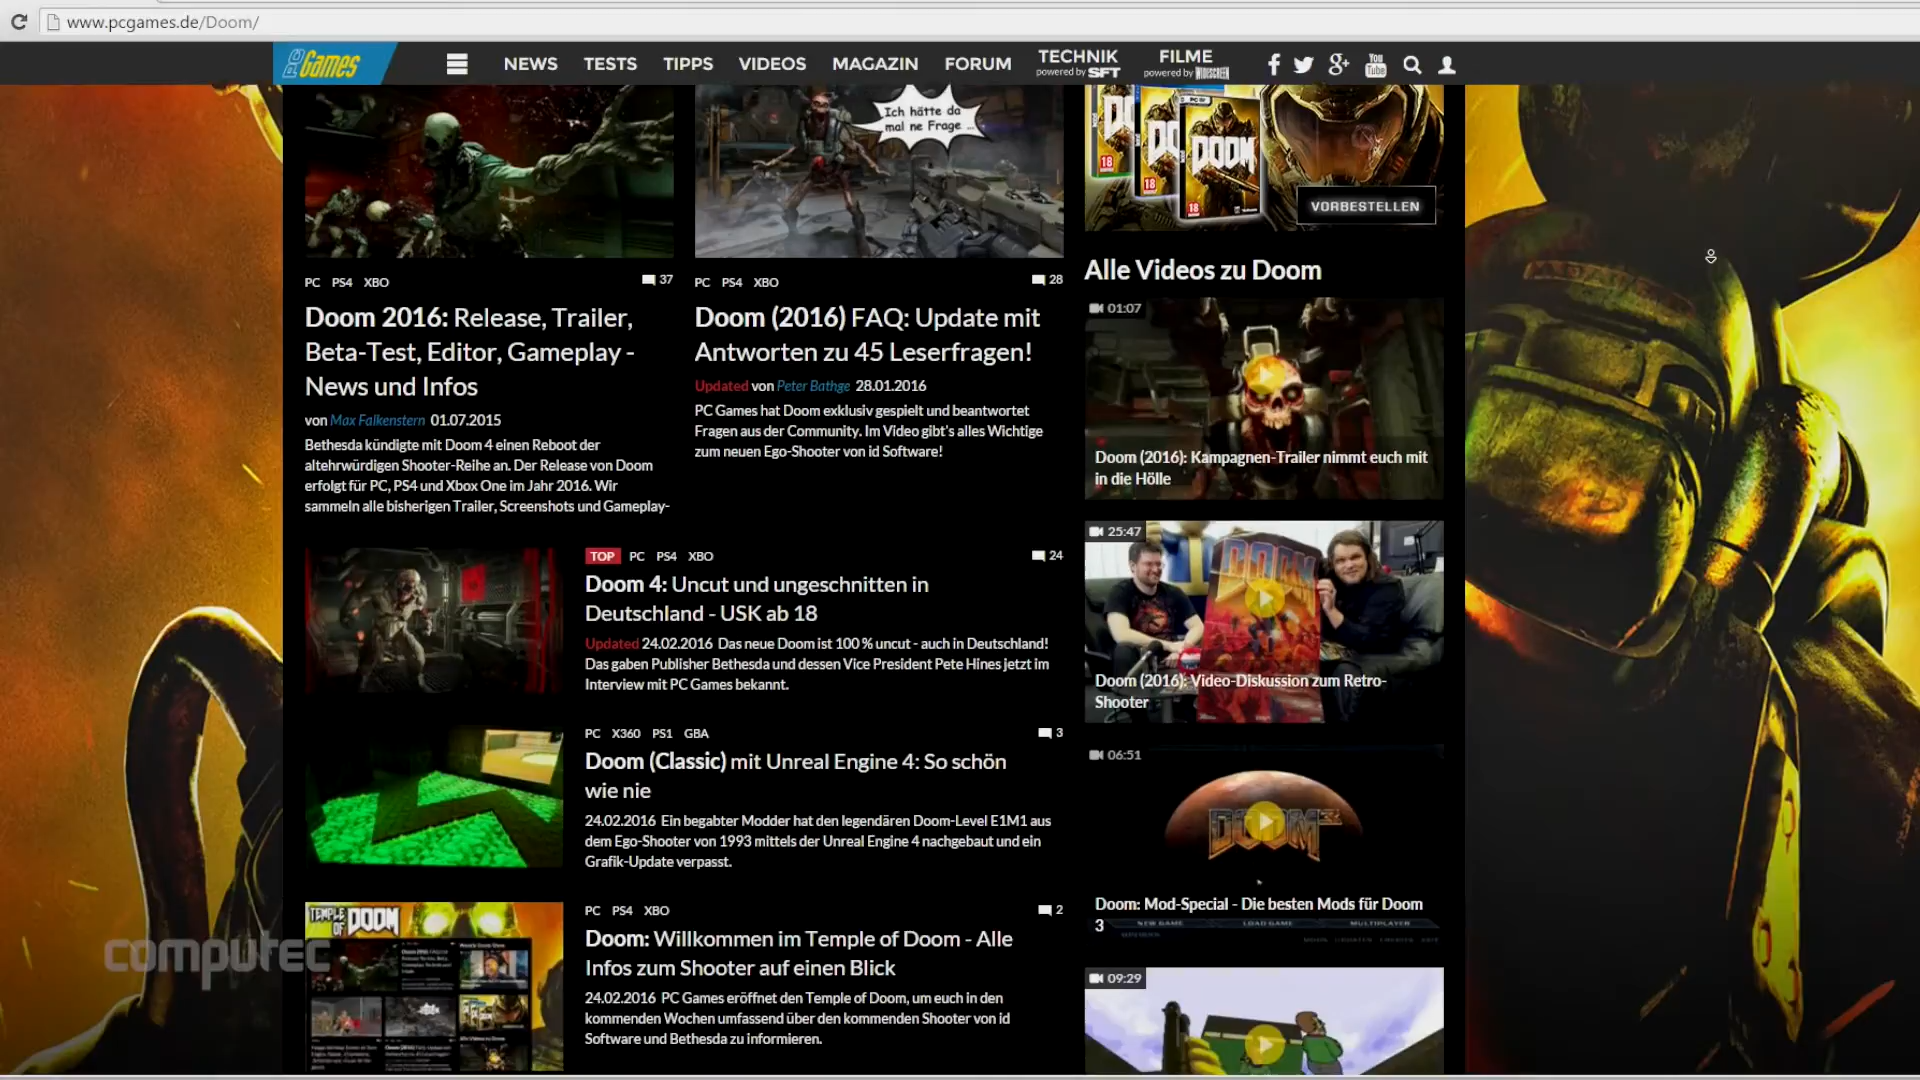 www.pcgames.de/Doom/
PC Games
NEWS
TESTS
TIPPS
VIDEOS
MAGAZIN
FORUM
TECHNIK
powered by SFT
FILME
powered by WIDESCREEN
You
Tube
Ich hätte da
mal ne Frage ...
DOOM
18
18
18
VORBESTELLEN
PC PS4 XBO
37
Doom 2016: Release, Trailer,
Beta-Test, Editor, Gameplay -
News und Infos
von Max Falkenstern 01.07.2015
Bethesda kündigte mit Doom 4 einen Reboot der
altehrwürdigen Shooter-Reihe an. Der Release von Doom
erfolgt für PC, PS4 und Xbox One im Jahr 2016. Wir
sammeln alle bisherigen Trailer, Screenshots und Gameplay-
PC PS4 XBO
28
Doom (2016) FAQ: Update mit
Antworten zu 45 Leserfragen!
Updated von Peter Bathge 28.01.2016
PC Games hat Doom exklusiv gespielt und beantwortet
Fragen aus der Community. Im Video gibt's alles Wichtige
zum neuen Ego-Shooter von id Software!
TOP PC PS4 XBO
24
Doom 4: Uncut und ungeschnitten in
Deutschland - USK ab 18
Updated 24.02.2016 Das neue Doom ist 100 % uncut - auch in Deutschland!
Das gaben Publisher Bethesda und dessen Vice President Pete Hines jetzt im
Interview mit PC Games bekannt.
PC X360 PS1 GBA
3
Doom (Classic) mit Unreal Engine 4: So schön
wie nie
24.02.2016 Ein begabter Modder hat den legendären Doom-Level E1M1 aus
dem Ego-Shooter von 1993 mittels der Unreal Engine 4 nachgebaut und ein
Grafik-Update verpasst.
TEMPLE
OF DOOM
computec
PC PS4 XBO
2
Doom: Willkommen im Temple of Doom - Alle
Infos zum Shooter auf einen Blick
24.02.2016 PC Games eröffnet den Temple of Doom, um euch in den
kommenden Wochen umfassend über den kommenden Shooter von id
Software und Bethesda zu informieren.
Alle Videos zu Doom
01:07
Doom (2016): Kampagnen-Trailer nimmt euch mit
in die Hölle
25:47
DOOM
Doom (2016): Video-Diskussion zum Retro-
Shooter
06:51
DOOM 3
Doom: Mod-Special - Die besten Mods für Doom
3
NEW GAME LOAD GAME MULTIPLAYER
09:29